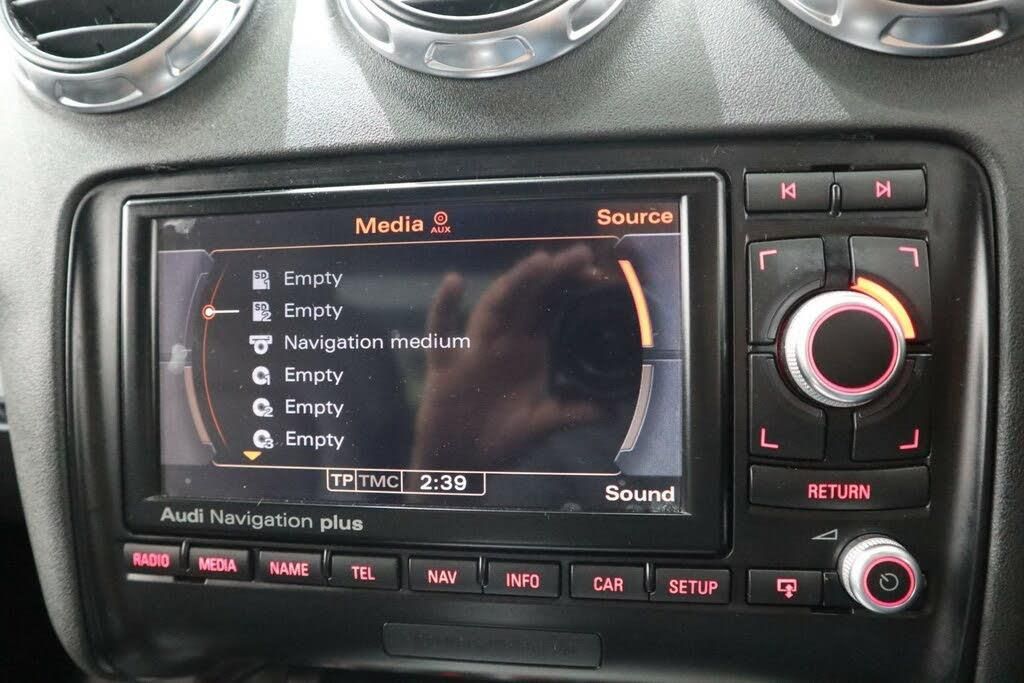 Media AUX Source
SD 1 Empty
SD 2 Empty
Navigation medium
1 Empty
2 Empty
3 Empty
TP TMC 2:39
Sound
Audi Navigation plus
RETURN
RADIO MEDIA NAME TEL NAV INFO CAR SETUP